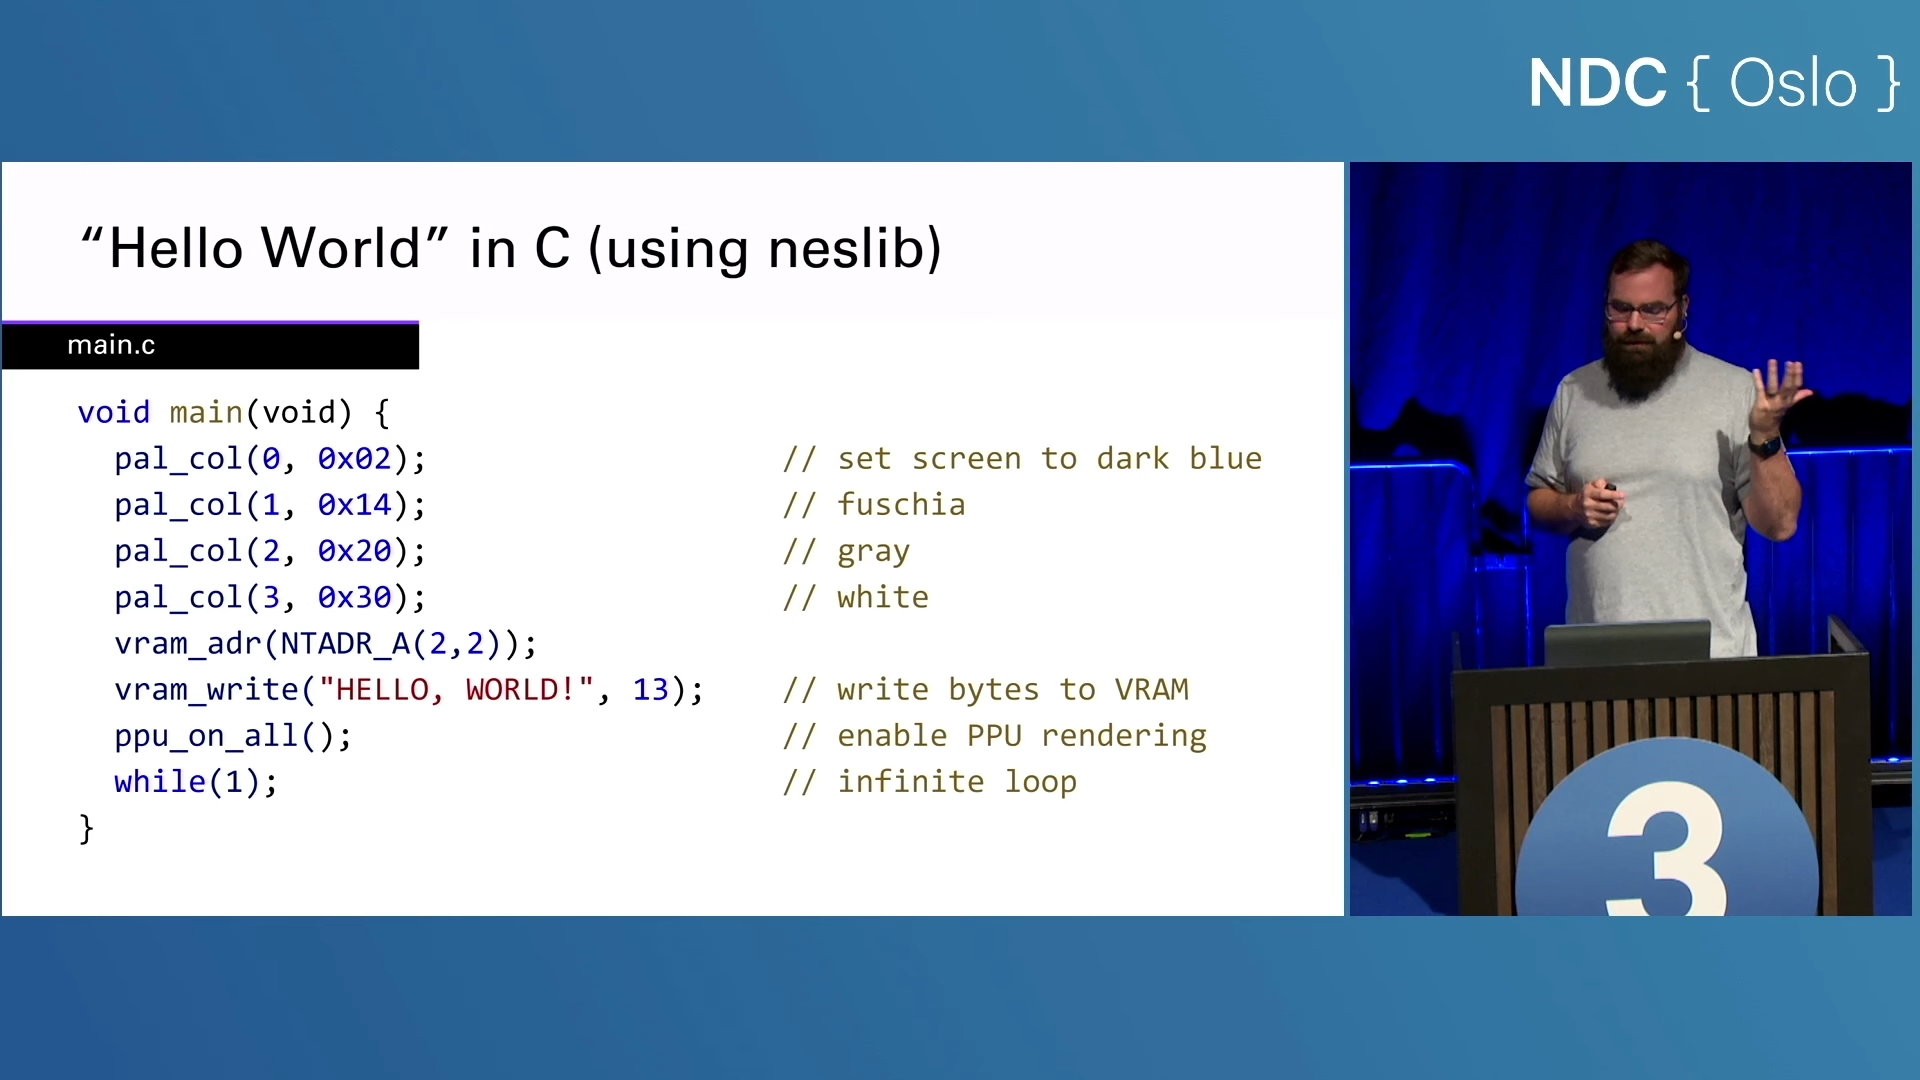 NDC { Oslo }
“Hello World” in C (using neslib)
main.c
void main(void) {
pal_col(0, 0x02); // set screen to dark blue
pal_col(1, 0x14); // fuschia
pal_col(2, 0x20); // gray
pal_col(3, 0x30); // white
vram_adr(NTADR_A(2,2));
vram_write("HELLO, WORLD!", 13); // write bytes to VRAM
ppu_on_all(); // enable PPU rendering
while(1); // infinite loop
}
3